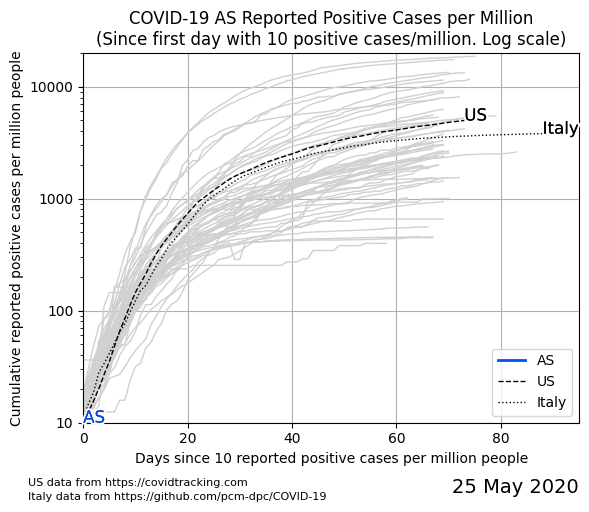 COVID-19 AS Reported Positive Cases per Million
(Since first day with 10 positive cases/million. Log scale)
Cumulative reported positive cases per million people
10000
1000
100
10
US
Italy
AS
AS
US
Italy
0
20
40
60
80
Days since 10 reported positive cases per million people
US data from https://covidtracking.com
Italy data from https://github.com/pcm-dpc/COVID-19
25 May 2020